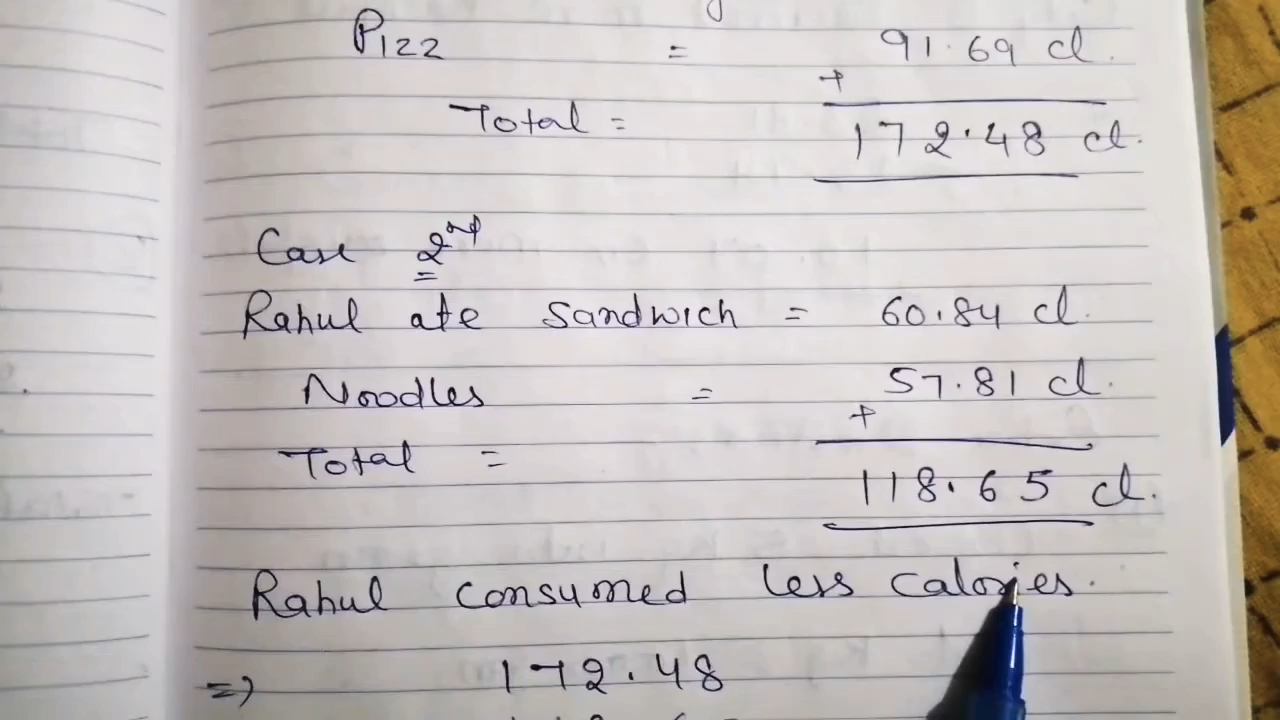 Pizz = 91.69 cl.
+
Total = 172.48 cl.
Case 2nd
Rahul ate sandwich = 60.84 cl.
Noodles = 57.81 cl.
+
Total = 118.65 cl.
Rahul consumed less calories.
=) 172.48